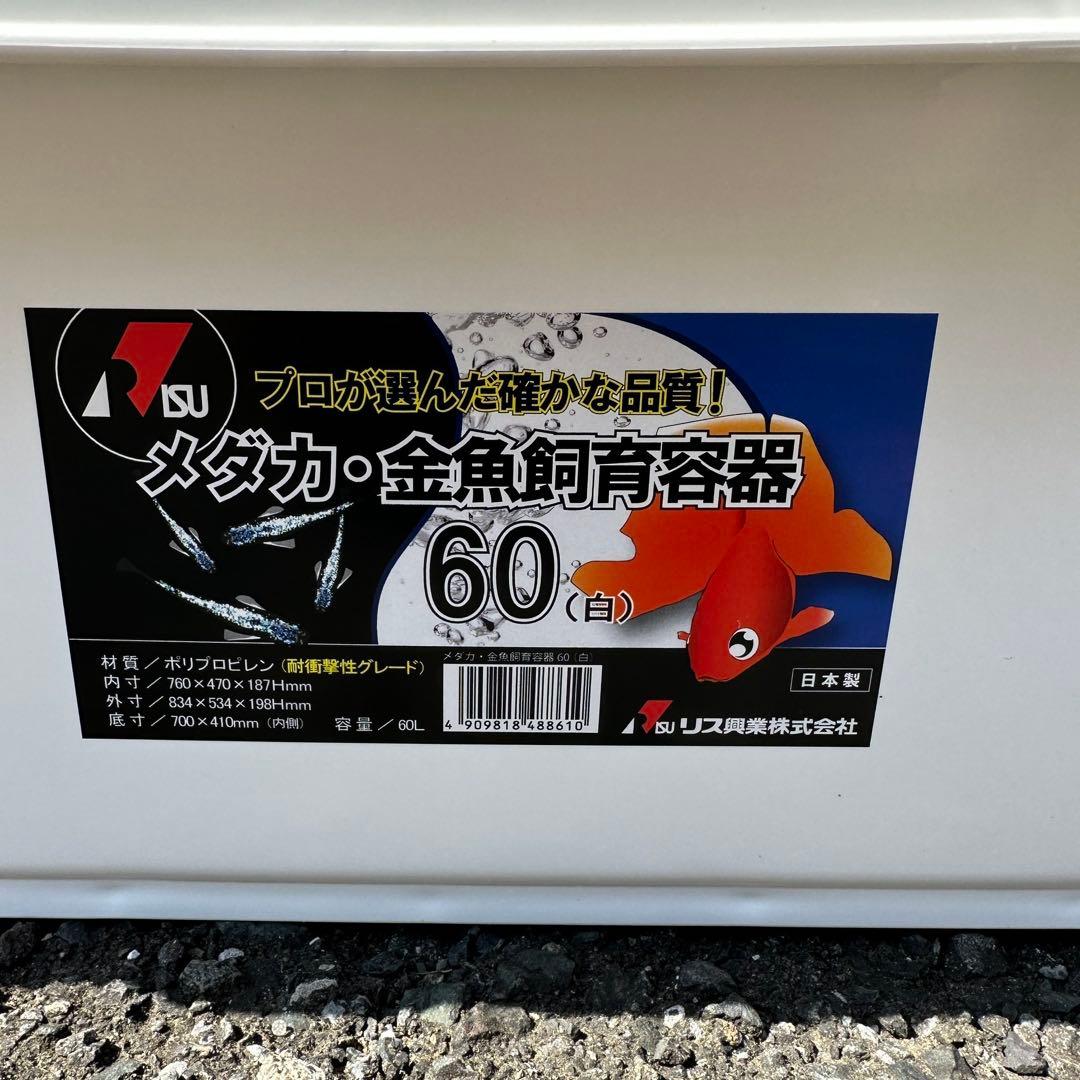 RISU
プロが選んだ確かな品質！
メダカ・金魚飼育容器
60（白）
材質／ポリプロピレン（耐衝撃性グレード）
内寸／760×470×187Hmm
外寸／834×534×198Hmm
底寸／700×410mm（内側） 容量／60L
メダカ・金魚飼育容器60（白）
4 909818 488610
日本製
RISU リス興業株式会社